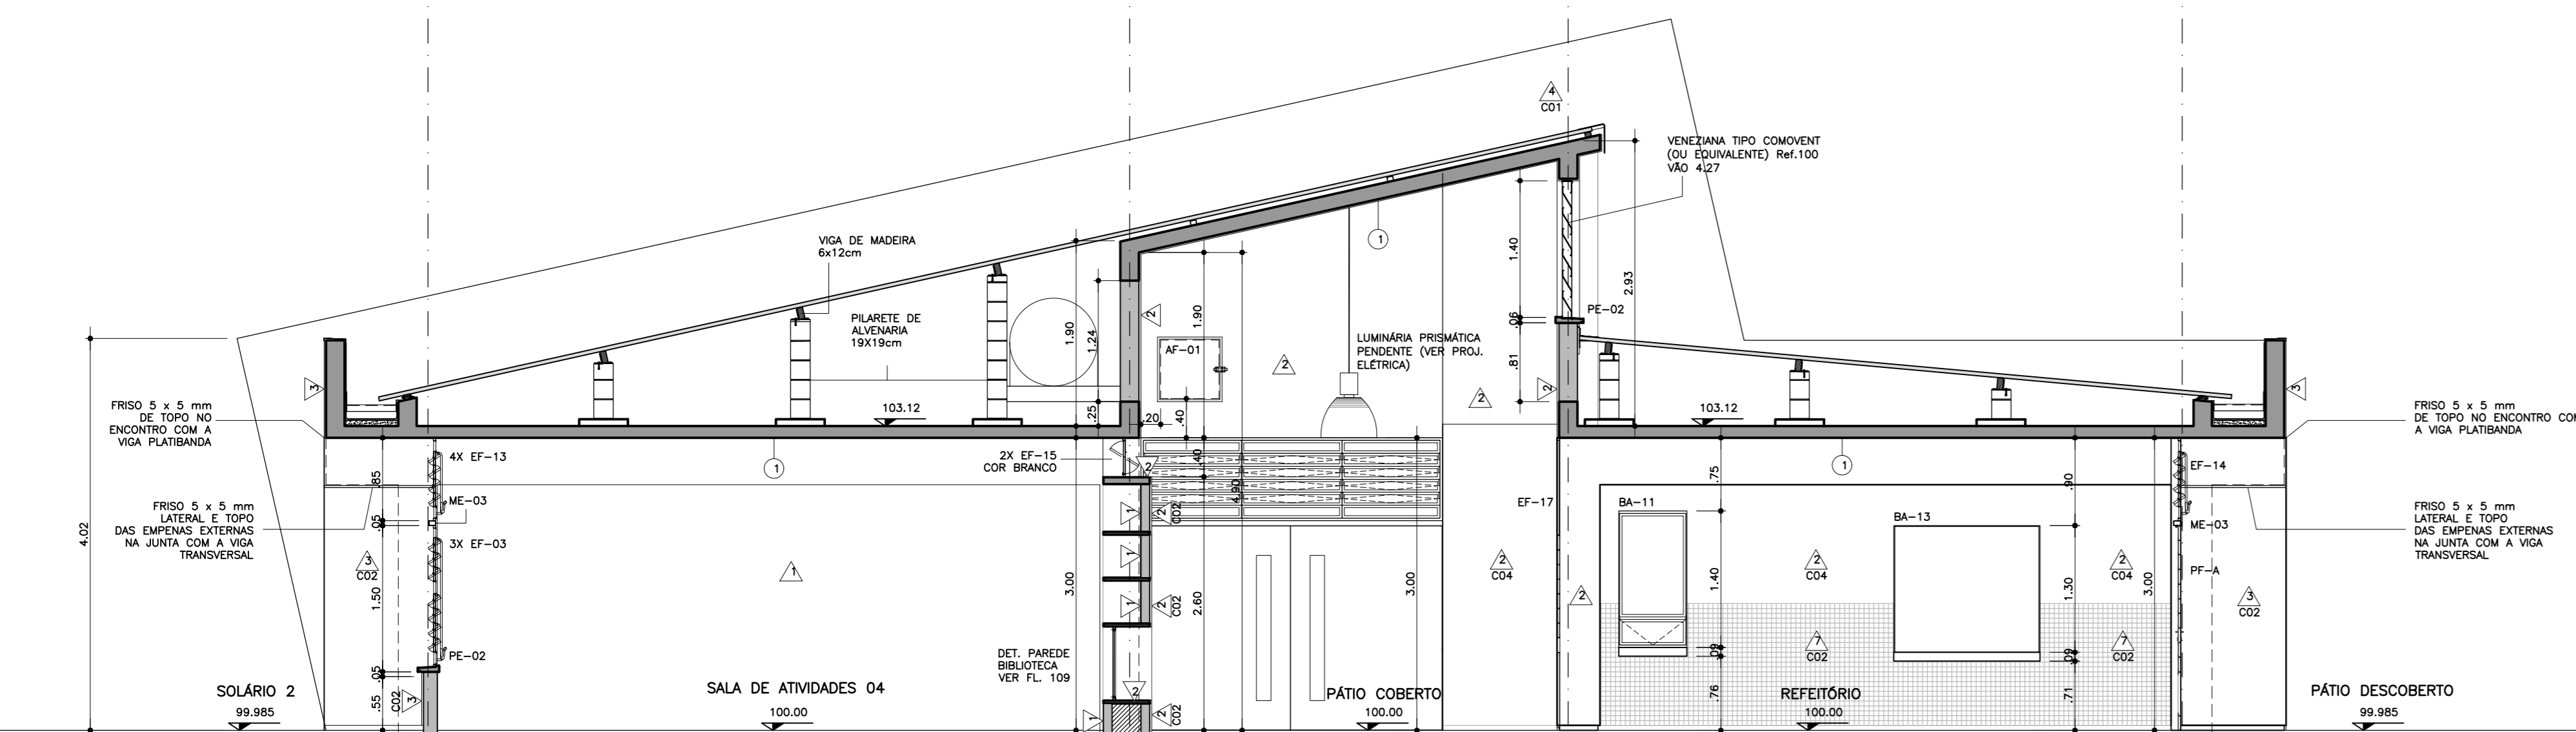 4
C01
VENEZIANA TIPO COMOVENT
(OU EQUIVALENTE) Ref.100
VÃO 4.27
VIGA DE MADEIRA
6x12cm
1
1.40
2.93
.06
PE-02
PILARETE DE
ALVENARIA
19X19cm
1.90
1.24
2
1.90
AF-01
2
LUMINÁRIA PRISMÁTICA
PENDENTE (VER PROJ.
ELÉTRICA)
.81
2
2
3
3
103.12
.25
.20
.40
103.12
FRISO 5 x 5 mm
DE TOPO NO
ENCONTRO COM A
VIGA PLATIBANDA
FRISO 5 x 5 mm
DE TOPO NO ENCONTRO COM
A VIGA PLATIBANDA
4X EF-13
1
2X EF-15
COR BRANCO
2
.40
4.90
.75
1
.90
EF-14
.85
ME-03
.05
FRISO 5 x 5 mm
LATERAL E TOPO
DAS EMPENAS EXTERNAS
NA JUNTA COM A VIGA
TRANSVERSAL
4.02
3X EF-03
3
C02
1.50
1
3.00
1
2
C02
1
1
2
C02
2.60
3.00
EF-17
2
C04
2
BA-11
1.40
BA-13
2
C04
1.30
2
C04
3.00
ME-03
PF-A
3
C02
FRISO 5 x 5 mm
LATERAL E TOPO
DAS EMPENAS EXTERNAS
NA JUNTA COM A VIGA
TRANSVERSAL
PE-02
.05
.55
C02
3
DET. PAREDE
BIBLIOTECA
VER FL. 109
2
2
C02
1
.09
.76
7
C02
.09
.71
7
C02
SOLÁRIO 2
99.985
SALA DE ATIVIDADES 04
100.00
PÁTIO COBERTO
100.00
REFEITÓRIO
100.00
PÁTIO DESCOBERTO
99.985